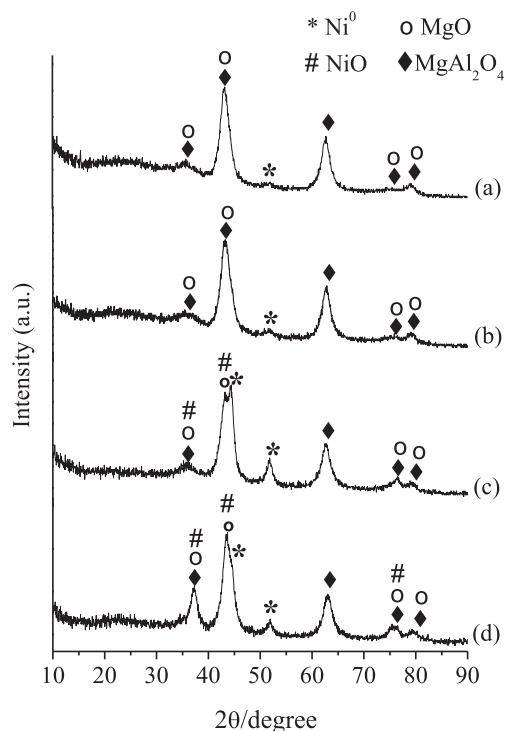 * Ni⁰ o MgO
# NiO ◆MgAl₂O₄
(a)
(b)
(c)
(d)
Intensity (a.u.)
10 20 30 40 50 60 70 80 90
2θ/degree